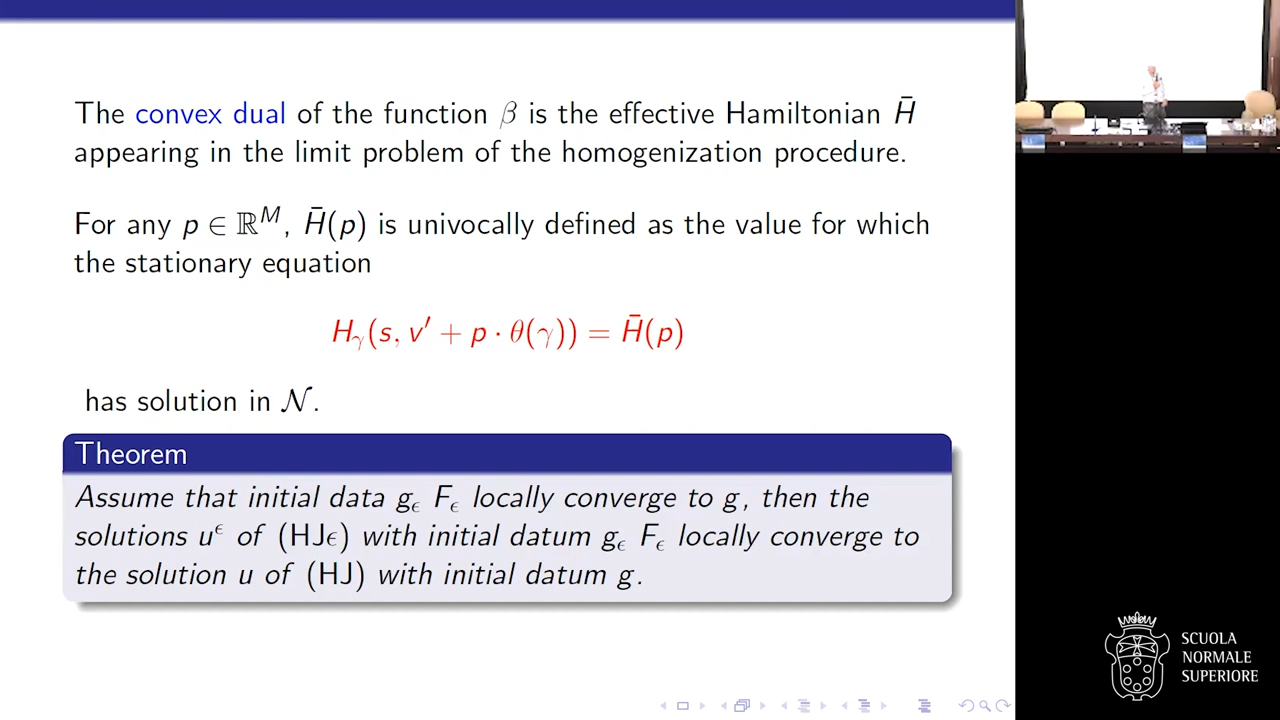 The convex dual of the function β is the effective Hamiltonian H̄
appearing in the limit problem of the homogenization procedure.
For any p ∈ ℝᴹ, H̄(p) is univocally defined as the value for which
the stationary equation
Hᵧ(s, v′ + p · θ(γ)) = H̄(p)
has solution in 𝒩.
Theorem
Assume that initial data g_ϵ F_ϵ locally converge to g, then the
solutions u^ϵ of (HJϵ) with initial datum g_ϵ F_ϵ locally converge to
the solution u of (HJ) with initial datum g.
SCUOLA
NORMALE
SUPERIORE